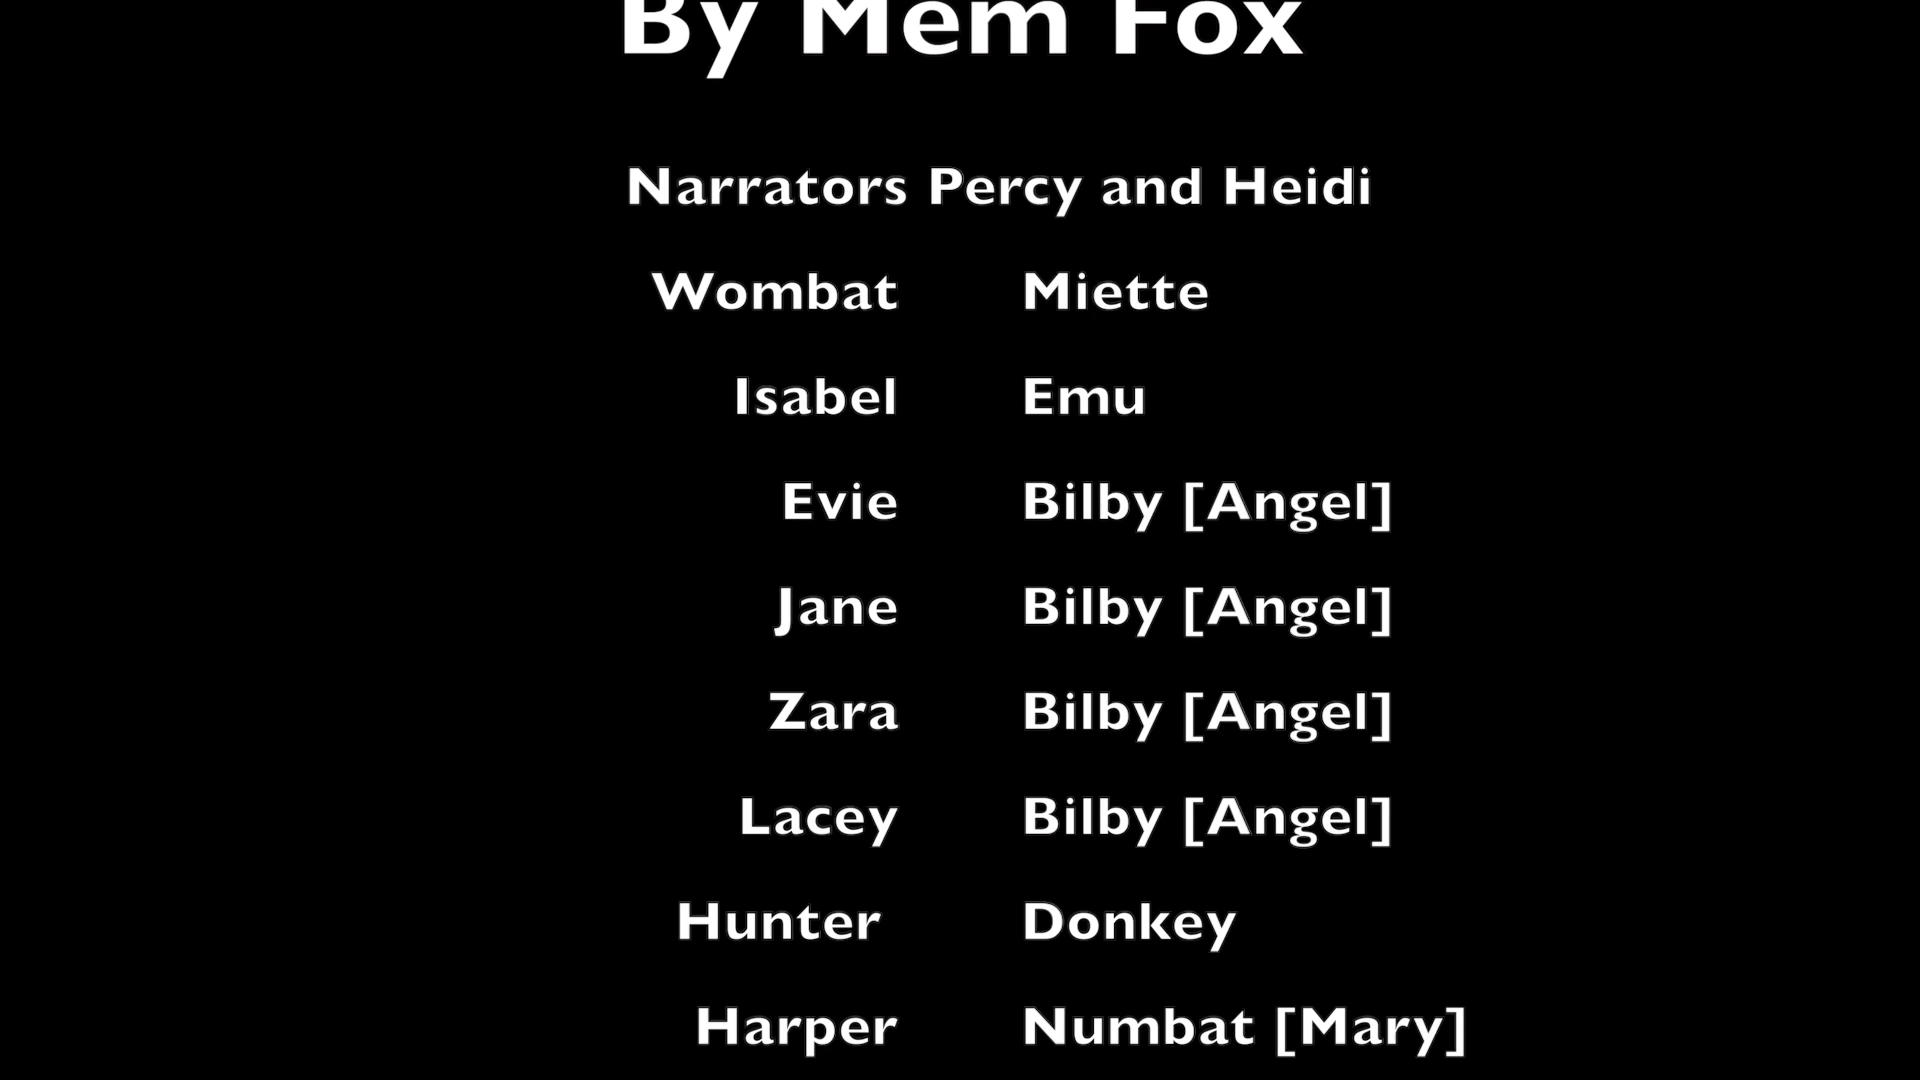 By Mem Fox
Narrators Percy and Heidi
Wombat Miette
Isabel Emu
Evie Bilby [Angel]
Jane Bilby [Angel]
Zara Bilby [Angel]
Lacey Bilby [Angel]
Hunter Donkey
Harper Numbat [Mary]